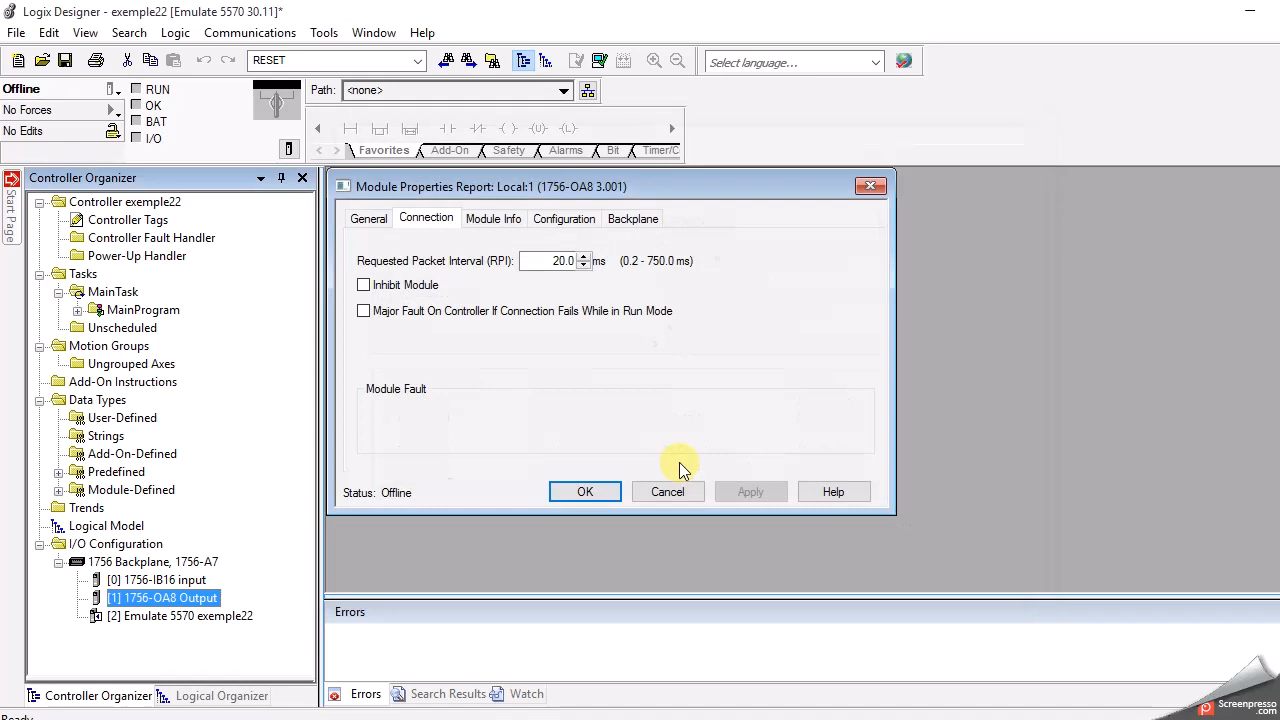 Logix Designer - exemple22 [Emulate 5570 30.11]*
File Edit View Search Logic Communications Tools Window Help
RESET
Select language...
Offline
RUN
Path: <none>
No Forces
OK
No Edits
BAT
I/O
Favorites Add-On Safety Alarms Bit Timer/C
Start Page
Controller Organizer
Controller exemple22
Controller Tags
Controller Fault Handler
Power-Up Handler
Tasks
MainTask
MainProgram
Unscheduled
Motion Groups
Ungrouped Axes
Add-On Instructions
Data Types
User-Defined
Strings
Add-On-Defined
Predefined
Module-Defined
Trends
Logical Model
I/O Configuration
1756 Backplane, 1756-A7
[0] 1756-IB16 input
[1] 1756-OA8 Output
[2] Emulate 5570 exemple22
Controller Organizer Logical Organizer
Module Properties Report: Local:1 (1756-OA8 3.001)
General Connection Module Info Configuration Backplane
Requested Packet Interval (RPI): 20.0 ms (0.2 - 750.0 ms)
Inhibit Module
Major Fault On Controller If Connection Fails While in Run Mode
Module Fault
Status: Offline OK Cancel Apply Help
Errors
Errors Search Results Watch
Ready
Screenpresso
.com